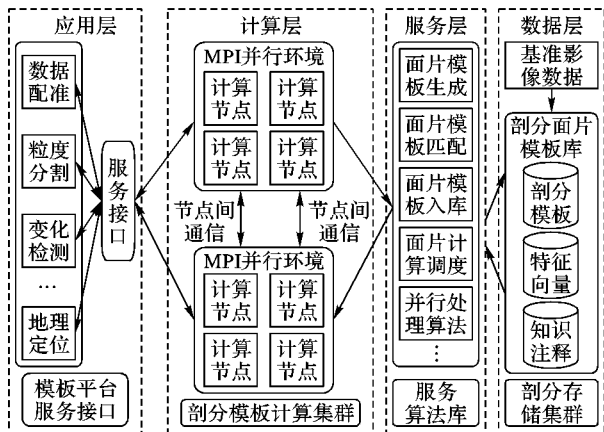 应用层
数据
配准
粒度
分割
变化
检测
…
地理
定位
服务
接口
模板平台
服务接口
计算层
MPI并行环境
计算
节点
计算
节点
计算
节点
计算
节点
节点间
通信
节点间
通信
MPI并行环境
计算
节点
计算
节点
计算
节点
计算
节点
剖分模板计算集群
服务层
面片模
板生成
面片模
板匹配
面片模
板入库
面片计
算调度
并行处
理算法
⋮
服务
算法库
数据层
基准影
像数据
剖分面片
模板库
剖分
模板
特征
向量
知识
注释
剖分存
储集群